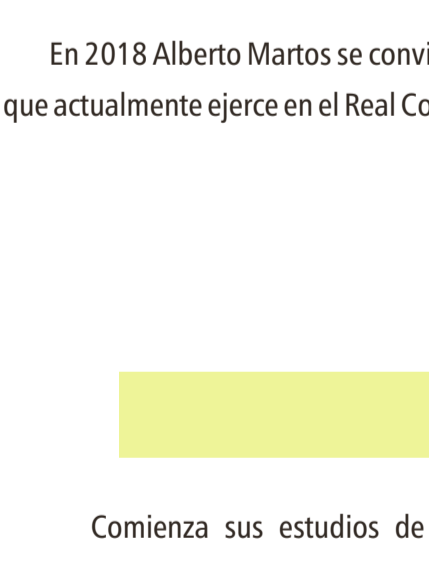 En 2018 Alberto Martos se convi
que actualmente ejerce en el Real Co
Comienza sus estudios de